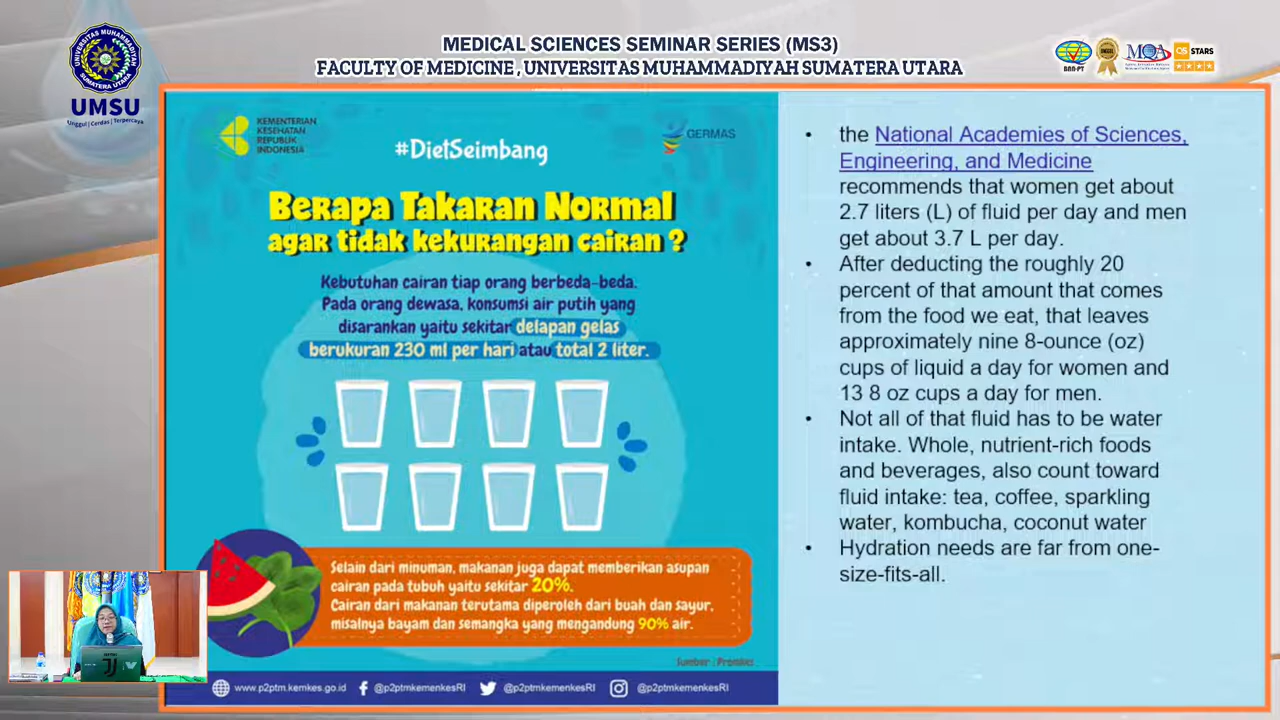 MEDICAL SCIENCES SEMINAR SERIES (MS3)
FACULTY OF MEDICINE , UNIVERSITAS MUHAMMADIYAH SUMATERA UTARA
UMSU
Unggul | Cerdas | Terpercaya
BAN-PT
MQA
QS STARS
KEMENTERIAN
KESEHATAN
REPUBLIK
INDONESIA
GERMAS
#DietSeimbang
Berapa Takaran Normal
agar tidak kekurangan cairan ?
Kebutuhan cairan tiap orang berbeda-beda.
Pada orang dewasa, konsumsi air putih yang
disarankan yaitu sekitar delapan gelas
berukuran 230 ml per hari atau total 2 liter.
Selain dari minuman, makanan juga dapat memberikan asupan
cairan pada tubuh yaitu sekitar 20%.
Cairan dari makanan terutama diperoleh dari buah dan sayur,
misalnya bayam dan semangka yang mengandung 90% air.
Sumber : Promkes
www.p2ptm.kemkes.go.id @p2ptmkemenkesRI @p2ptmkemenkesRI @p2ptmkemenkesRI
• the National Academies of Sciences,
Engineering, and Medicine
recommends that women get about
2.7 liters (L) of fluid per day and men
get about 3.7 L per day.
• After deducting the roughly 20
percent of that amount that comes
from the food we eat, that leaves
approximately nine 8-ounce (oz)
cups of liquid a day for women and
13 8 oz cups a day for men.
• Not all of that fluid has to be water
intake. Whole, nutrient-rich foods
and beverages, also count toward
fluid intake: tea, coffee, sparkling
water, kombucha, coconut water
• Hydration needs are far from one-
size-fits-all.